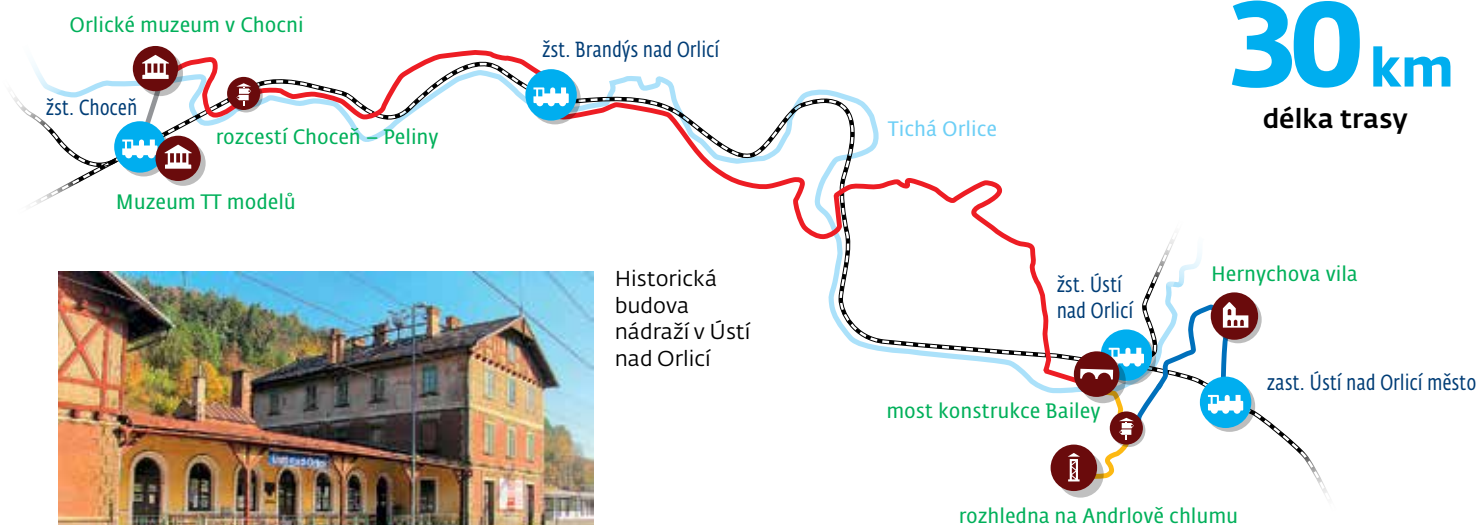 Orlické muzeum v Chocni
žst. Brandýs nad Orlicí
30 km
délka trasy
žst. Choceň
rozcestí Choceň – Peliny
Tichá Orlice
Muzeum TT modelů
Historická
budova
nádraží v Ústí
nad Orlicí
žst. Ústí
nad Orlicí
Hernychova vila
zast. Ústí nad Orlicí město
most konstrukce Bailey
rozhledna na Andrlově chlumu